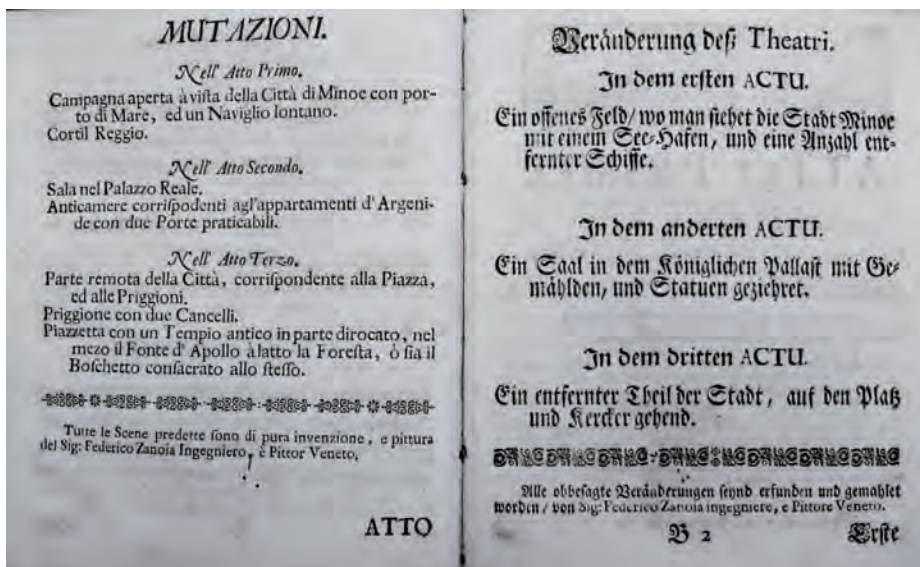 MUTAZIONI.
Nell' Atto Primo.
Campagna aperta à viſta della Città di Minoe con por-
to di Mare, ed un Naviglio lontano.
Cortil Reggio.
Nell' Atto Secondo.
Sala nel Palazzo Reale.
Anticamere corriſpodenti agl'appartamenti d'Argeni-
de con due Porte praticabili.
Nell' Atto Terzo.
Parte remota della Città, corriſpondente alla Piazza,
ed alle Priggioni.
Priggione con due Cancelli.
Piazzetta con un Tempio antico in parte dirocato, nel
mezo il Fonte d'Apollo àlatto la Foreſta, ò ſia il
Boſchetto conſacrato allo ſteſſo.
Tutte le Scene predette ſono di pura invenzione, e pittura
del Sig: Federico Zanoia Ingegniero, è Pittor Veneto.
ATTO
Veränderung deß Theatri.
In dem erſten ACTU.
Ein offenes Feld/ wo man ſiehet die Stadt Minoe
mit einem See-Hafen, und eine Anzahl ent-
fernter Schiffe.
In dem anderten ACTU.
Ein Saal in dem Königlichen Pallaſt mit Ge-
mählden, und Statuen geziehret.
In dem dritten ACTU.
Ein entfernter Theil der Stadt, auf den Platz
und Kercker gehend.
Alle obbeſagte Veränderungen ſeynd erfunden und gemahlet
worden / von Sig: Federico Zanoia ingegniere, e Pittore Veneto.
B 2
Erſte